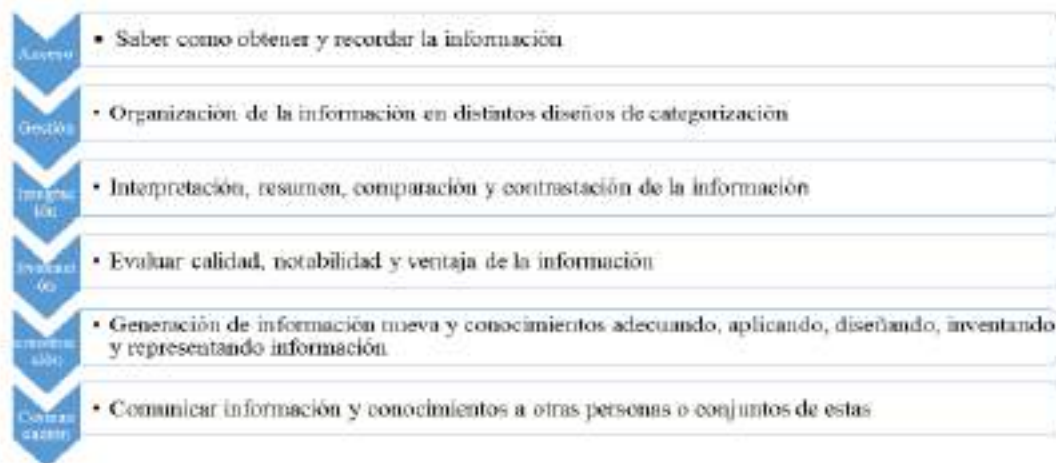 Acceso
• Saber como obtener y recordar la información
Gestión
• Organización de la información en distintos diseños de categorización
• Interpretación, resumen, comparación y contrastación de la información
• Evaluar calidad, notabilidad y ventaja de la información
• Generación de información nueva y conocimientos adecuando, aplicando, diseñando, inventando
y representando información
• Comunicar información y conocimientos a otras personas o conjuntos de estas